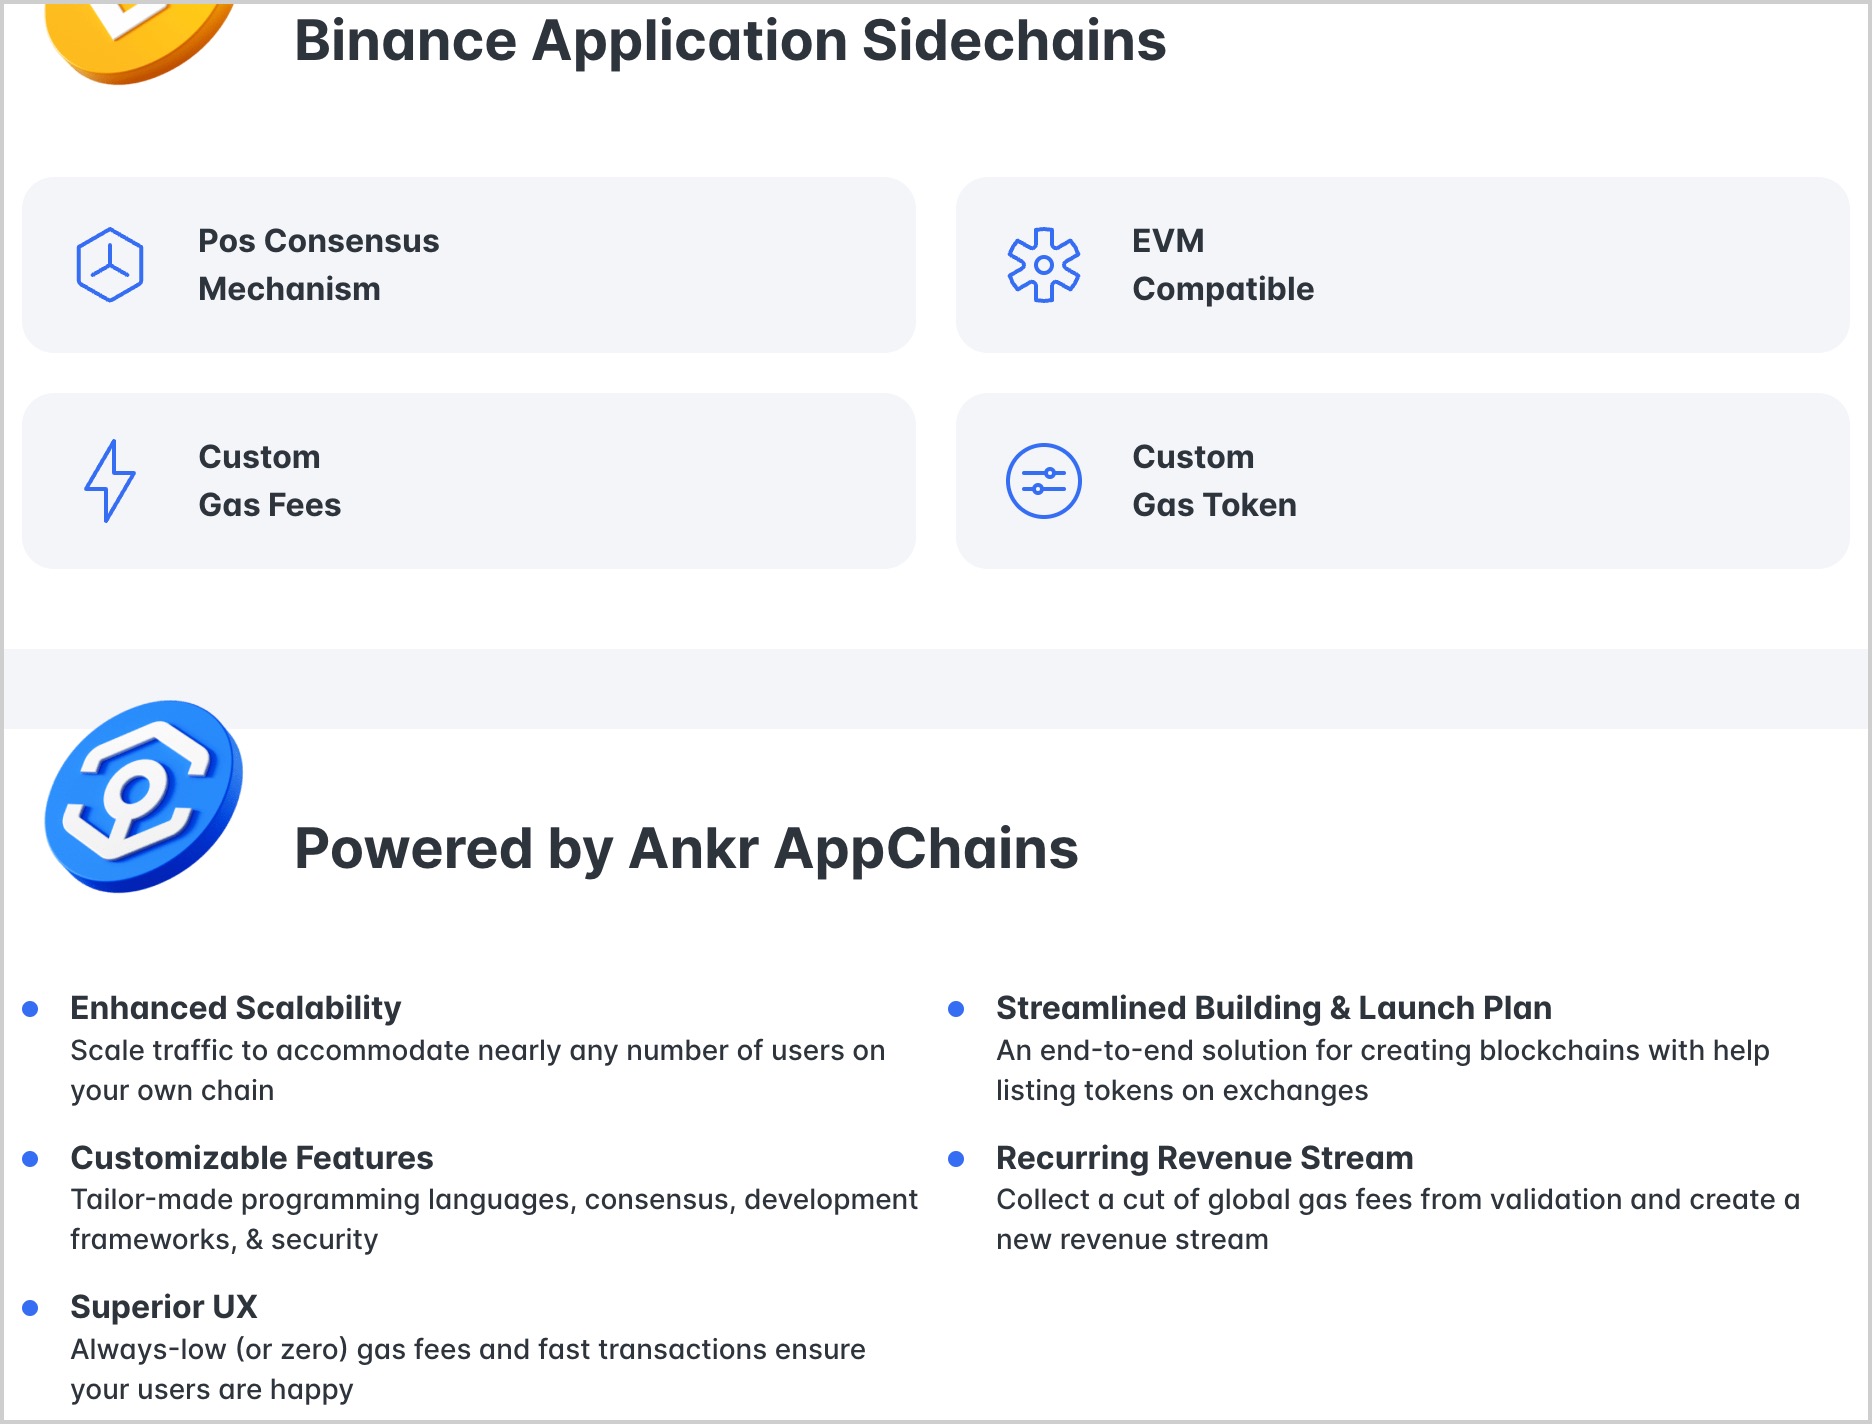 Binance Application Sidechains
Pos Consensus
Mechanism
EVM
Compatible
Custom
Gas Fees
Custom
Gas Token
Powered by Ankr AppChains
Enhanced Scalability
Scale traffic to accommodate nearly any number of users on
your own chain
Customizable Features
Tailor-made programming languages, consensus, development
frameworks, & security
Superior UX
Always-low (or zero) gas fees and fast transactions ensure
your users are happy
Streamlined Building & Launch Plan
An end-to-end solution for creating blockchains with help
listing tokens on exchanges
Recurring Revenue Stream
Collect a cut of global gas fees from validation and create a
new revenue stream